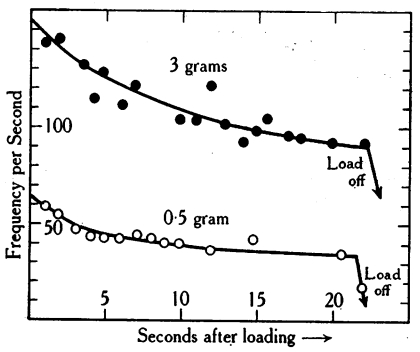 Frequency per Second
3 grams
100
Load
off
0·5 gram
50
Load
off
5
10
15
20
Seconds after loading →